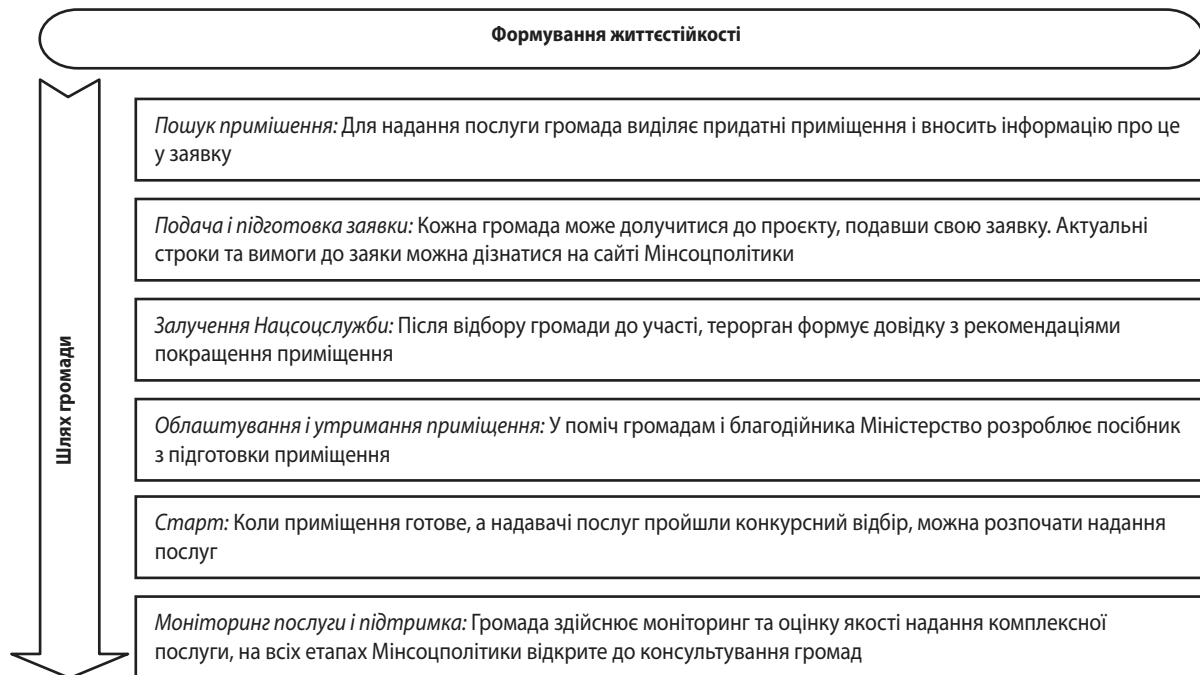 Формування життєстійкості
Шлях громади
Пошук примішення: Для надання послуги громада виділяє придатні приміщення і вносить інформацію про це
у заявку
Подача і підготовка заявки: Кожна громада може долучитися до проєкту, подавши свою заявку. Актуальні
строки та вимоги до заяки можна дізнатися на сайті Мінсоцполітики
Залучення Нацсоцслужби: Після відбору громади до участі, терорган формує довідку з рекомендаціями
покращення приміщення
Облаштування і утримання приміщення: У поміч громадам і благодійника Міністерство розроблює посібник
з підготовки приміщення
Старт: Коли приміщення готове, а надавачі послуг пройшли конкурсний відбір, можна розпочати надання
послуг
Моніторинг послуги і підтримка: Громада здійснює моніторинг та оцінку якості надання комплексної
послуги, на всіх етапах Мінсоцполітики відкрите до консультування громад